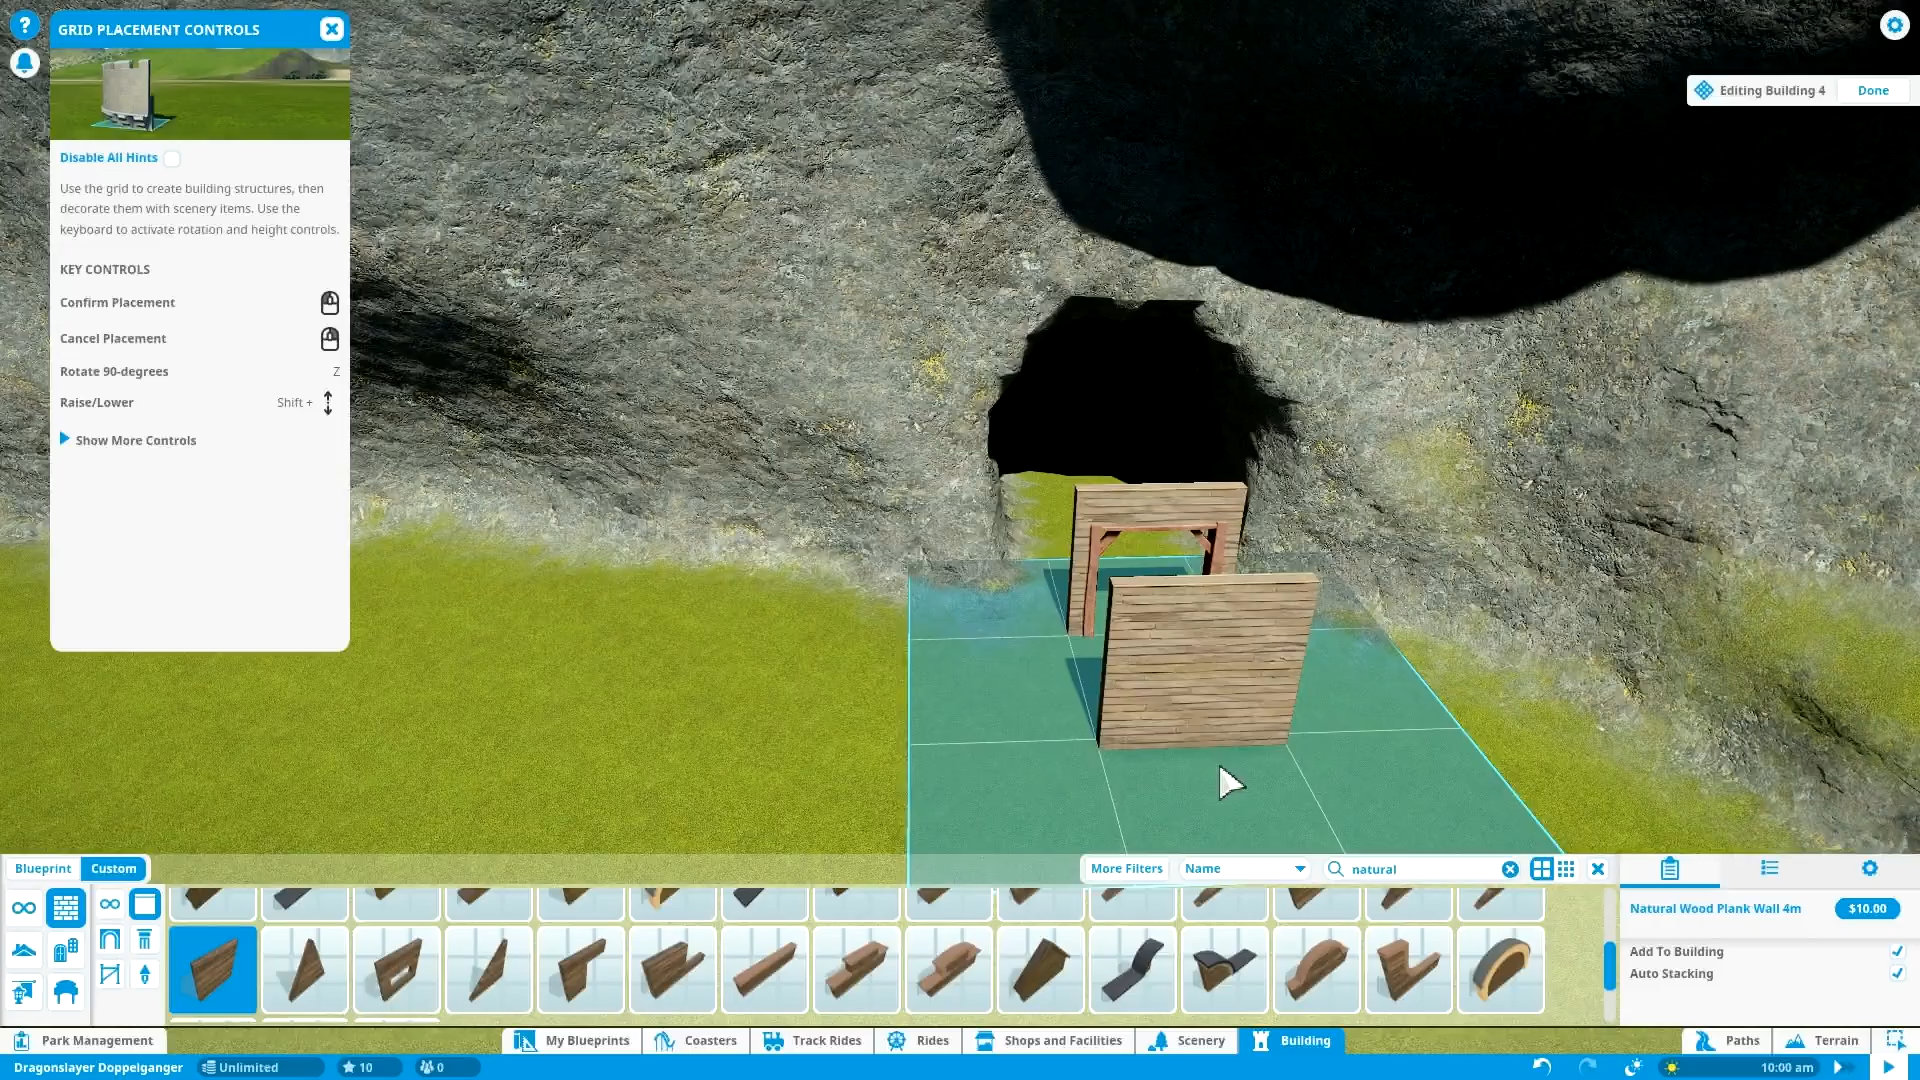 ?
GRID PLACEMENT CONTROLS
Disable All Hints
Use the grid to create building structures, then
decorate them with scenery items. Use the
keyboard to activate rotation and height controls.
KEY CONTROLS
Confirm Placement
Cancel Placement
Rotate 90-degrees Z
Raise/Lower Shift +
Show More Controls
Editing Building 4 Done
Blueprint Custom
More Filters Name natural
Natural Wood Plank Wall 4m $10.00
Add To Building
Auto Stacking
Park Management My Blueprints Coasters Track Rides Rides Shops and Facilities Scenery Building Paths Terrain
Dragonslayer Doppelganger Unlimited 10 0 10:00 am